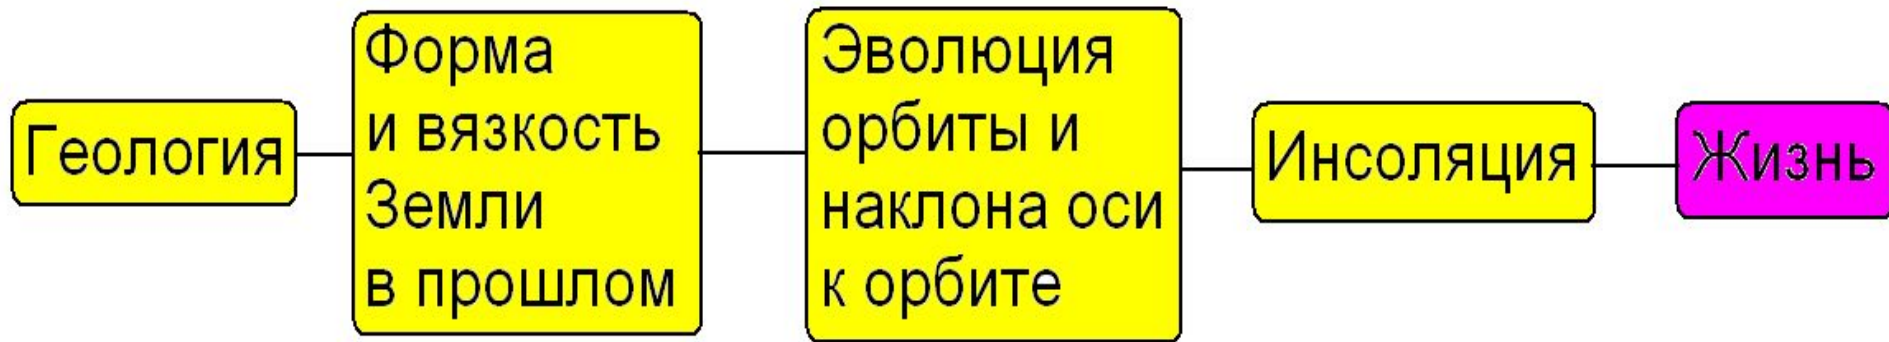 Геология
Форма
и вязкость
Земли
в прошлом
Эволюция
орбиты и
наклона оси
к орбите
Инсоляция
Жизнь